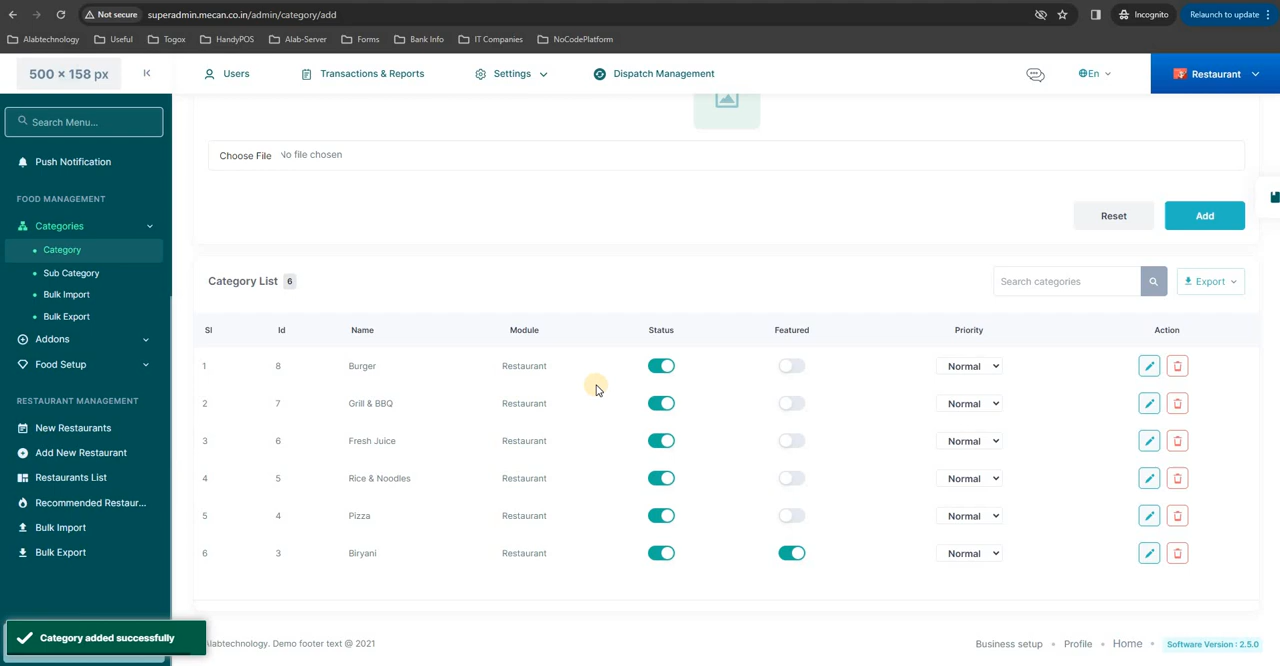 Not secure superadmin.mecan.co.in/admin/category/add Incognito Relaunch to update
Alabtechnology Useful Togox HandyPOS Alab-Server Forms Bank Info IT Companies NoCodePlatform
500 × 158 px Users Transactions & Reports Settings Dispatch Management En Restaurant
Search Menu...
Push Notification
FOOD MANAGEMENT
Categories
Category
Sub Category
Bulk Import
Bulk Export
Addons
Food Setup
RESTAURANT MANAGEMENT
New Restaurants
Add New Restaurant
Restaurants List
Recommended Restaur...
Bulk Import
Bulk Export
Category added successfully
Choose File No file chosen
Reset Add
Category List 6 Search categories Export
Sl Id Name Module Status Featured Priority Action
1 8 Burger Restaurant Normal
2 7 Grill & BBQ Restaurant Normal
3 6 Fresh Juice Restaurant Normal
4 5 Rice & Noodles Restaurant Normal
5 4 Pizza Restaurant Normal
6 3 Biryani Restaurant Normal
labtechnology. Demo footer text @ 2021 Business setup Profile Home Software Version : 2.5.0